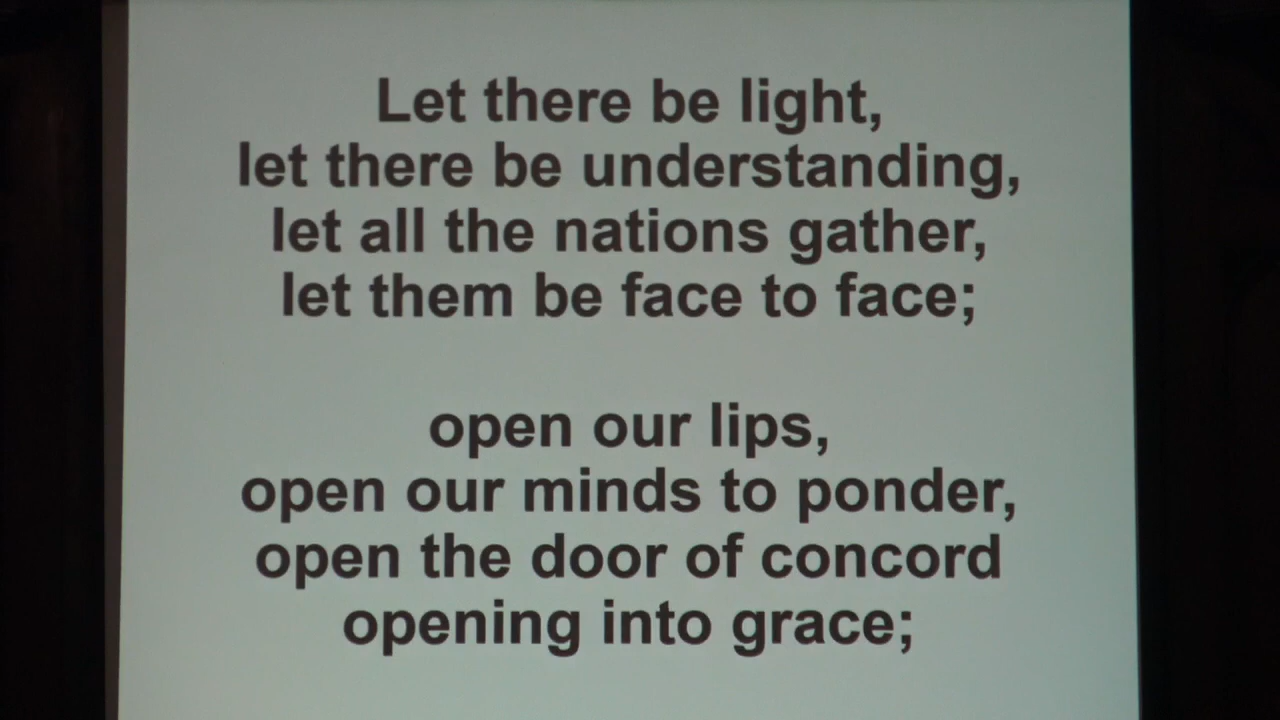 Let there be light,
let there be understanding,
let all the nations gather,
let them be face to face;
open our lips,
open our minds to ponder,
open the door of concord
opening into grace;